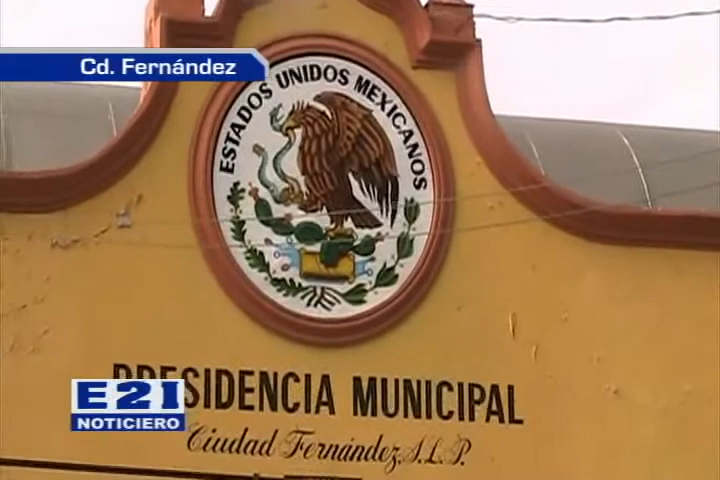 Cd. Fernández
ESTADOS UNIDOS MEXICANOS
PRESIDENCIA MUNICIPAL
E21
NOTICIERO
Ciudad Fernández, S.L.P.